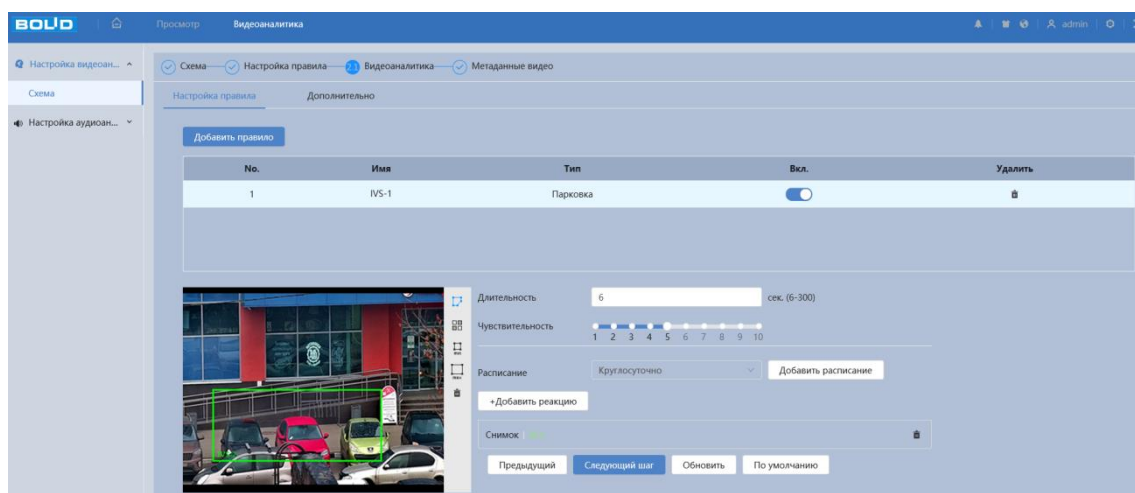 BOLID Просмотр Видеоаналитика admin
Настройка видеоан...
Схема
Настройка аудиоан...
Схема Настройка правила 2.1 Видеоаналитика Метаданные видео
Настройка правила Дополнительно
Добавить правило
No. Имя Тип Вкл. Удалить
1 IVS-1 Парковка
Длительность 6 сек. (6-300)
Чувствительность
1 2 3 4 5 6 7 8 9 10
Расписание Круглосуточно Добавить расписание
+Добавить реакцию
Снимок
Предыдущий Следующий шаг Обновить По умолчанию